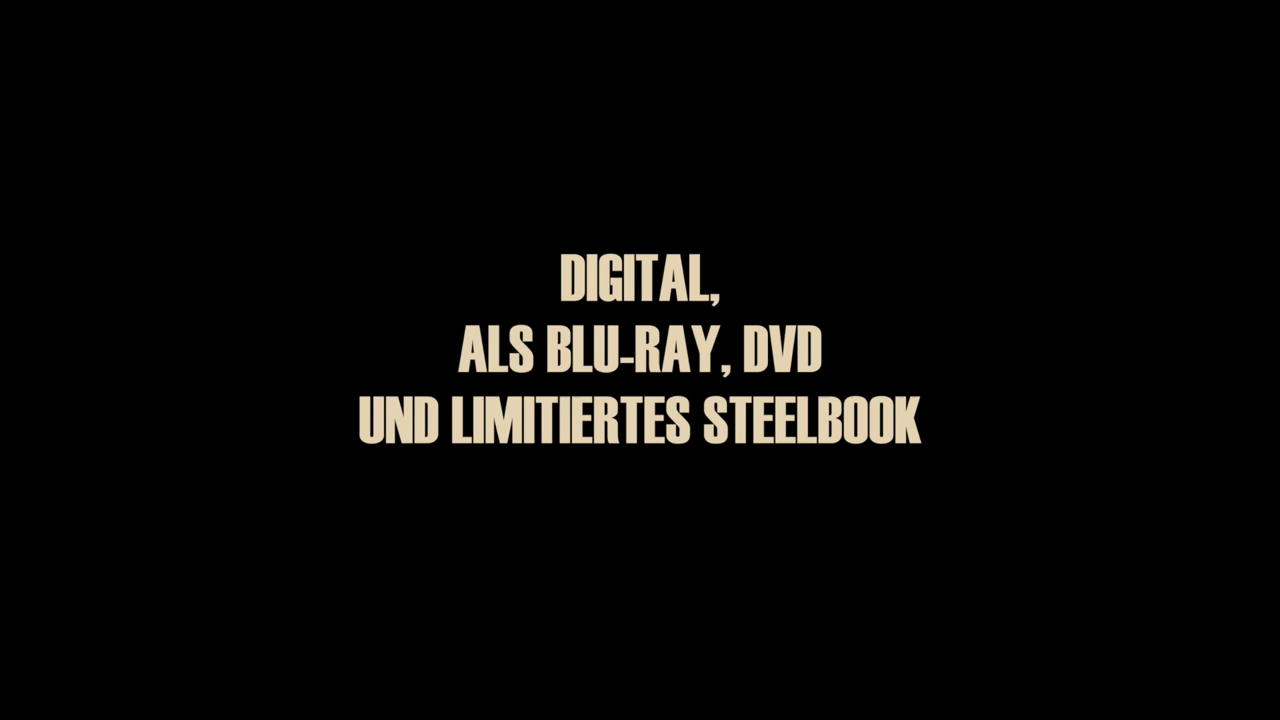 DIGITAL,
ALS BLU-RAY, DVD
UND LIMITIERTES STEELBOOK